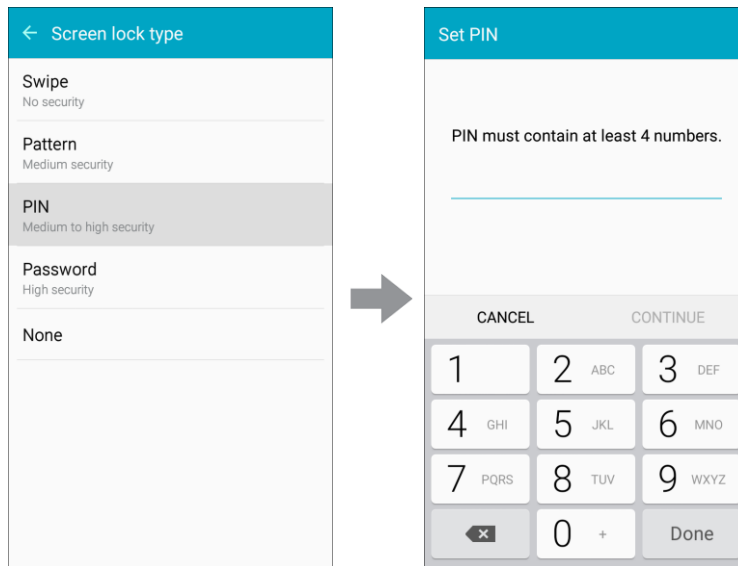 Screen lock type
Swipe
No security
Pattern
Medium security
PIN
Medium to high security
Password
High security
None
Set PIN
PIN must contain at least 4 numbers.
CANCEL CONTINUE
1 2 ABC 3 DEF
4 GHI 5 JKL 6 MNO
7 PQRS 8 TUV 9 WXYZ
0 + Done